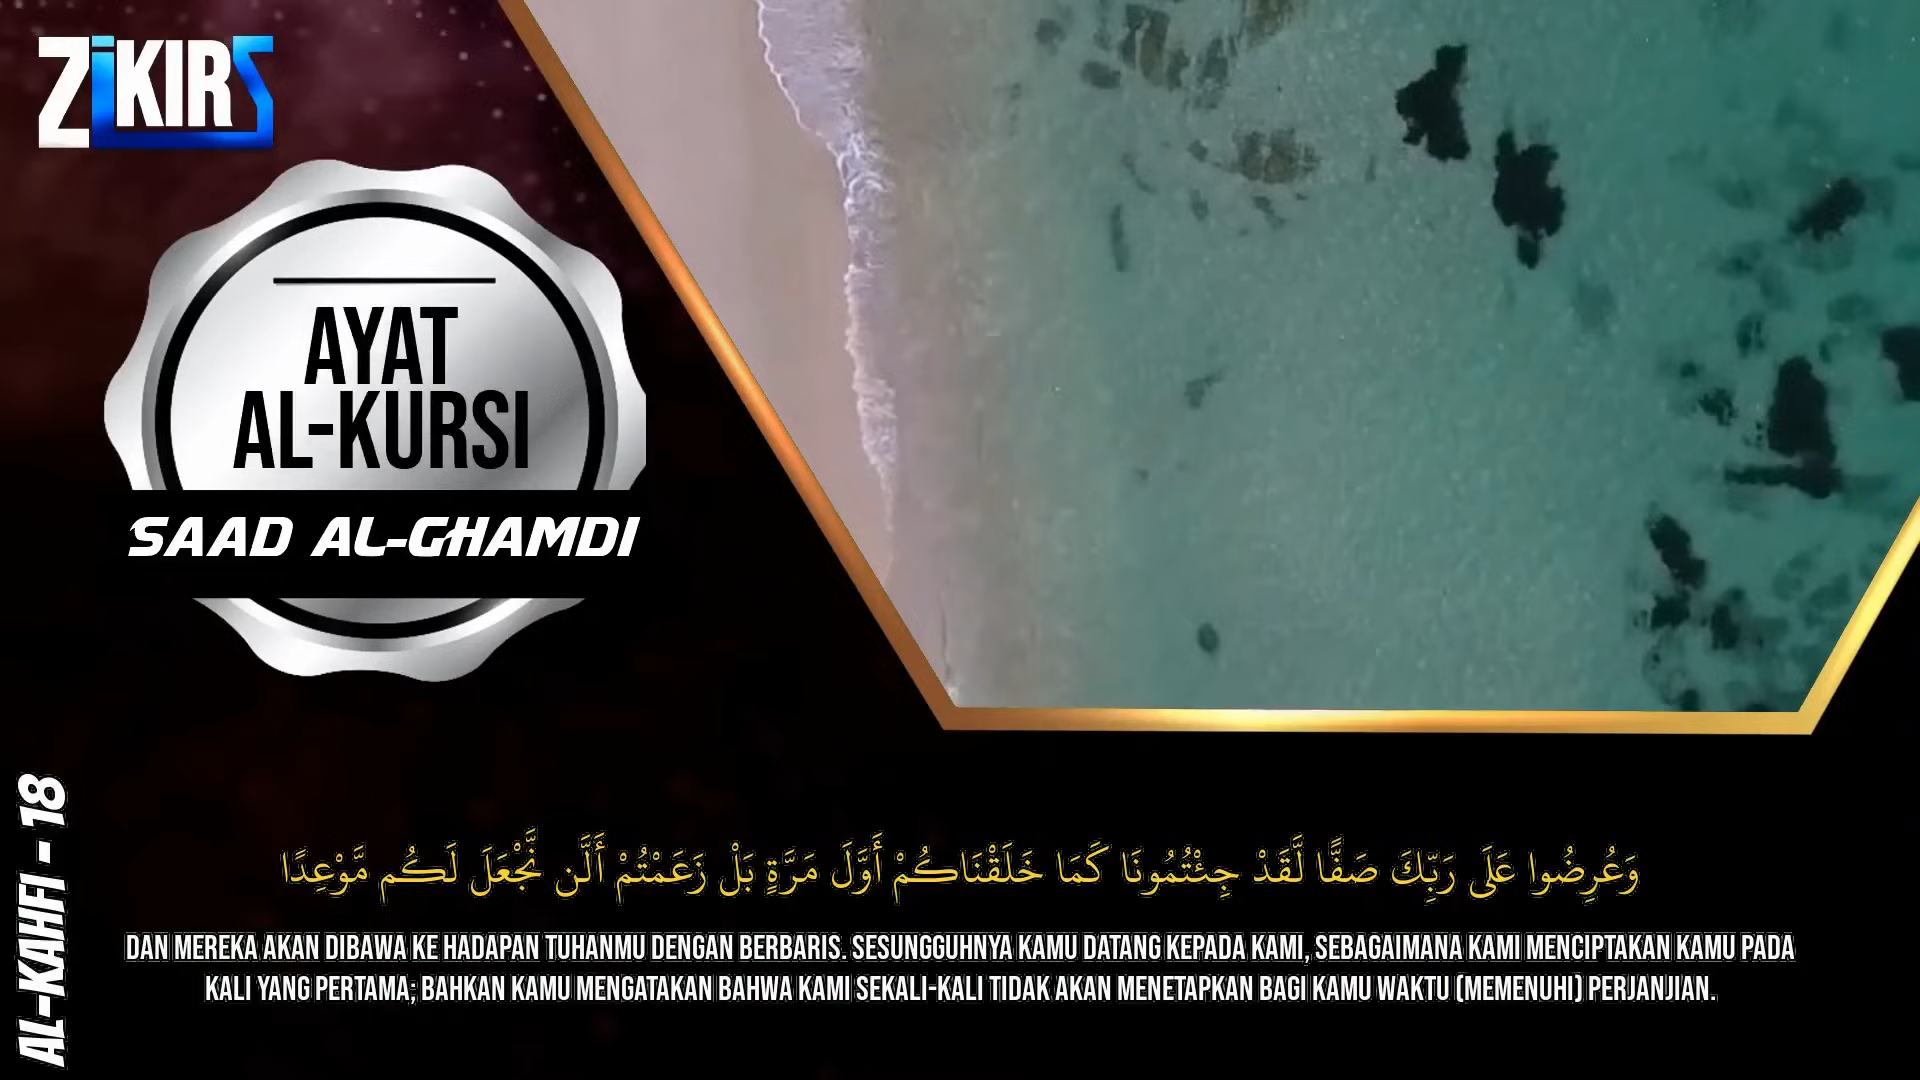 ZiKIRS
AYAT
AL-KURSI
SAAD AL-GHAMDI
AL-KAHFI - 18
وَعُرِضُوا عَلَى رَبِّكَ صَفًّا لَّقَدْ جِئْتُمُونَا كَمَا خَلَقْنَاكُمْ أَوَّلَ مَرَّةٍ بَلْ زَعَمْتُمْ أَلَّن نَّجْعَلَ لَكُم مَّوْعِدًا
DAN MEREKA AKAN DIBAWA KE HADAPAN TUHANMU DENGAN BERBARIS. SESUNGGUHNYA KAMU DATANG KEPADA KAMI, SEBAGAIMANA KAMI MENCIPTAKAN KAMU PADA
KALI YANG PERTAMA; BAHKAN KAMU MENGATAKAN BAHWA KAMI SEKALI-KALI TIDAK AKAN MENETAPKAN BAGI KAMU WAKTU (MEMENUHI) PERJANJIAN.